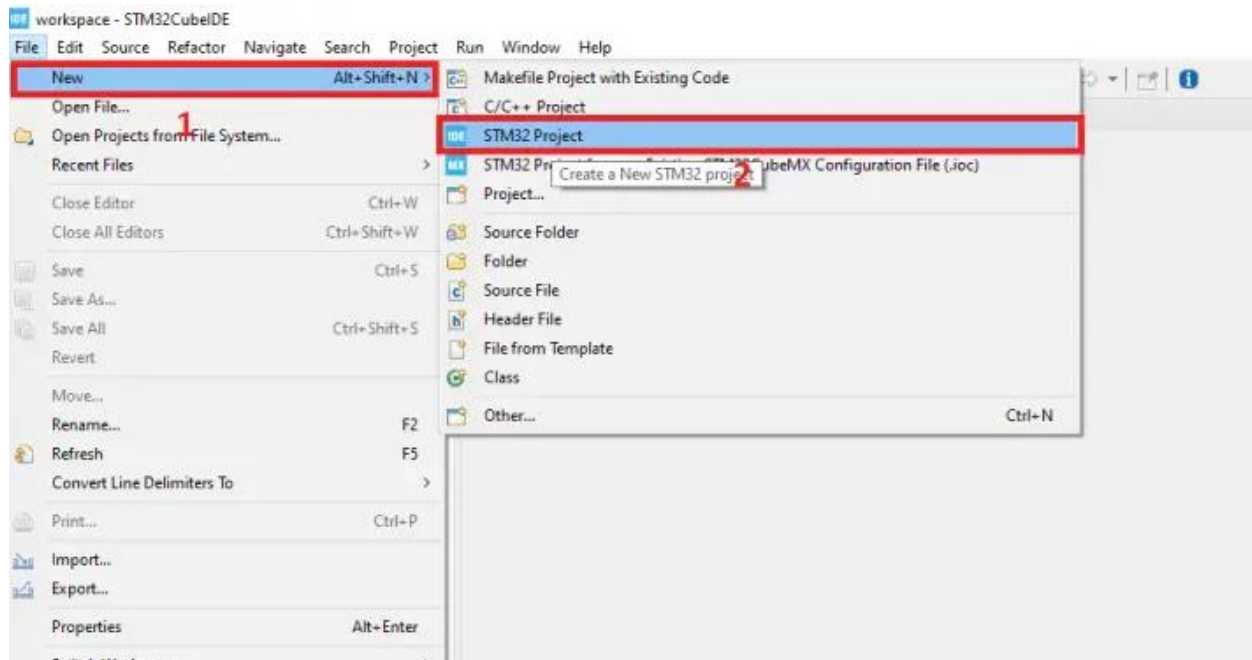 IDE workspace - STM32CubeIDE
File Edit Source Refactor Navigate Search Project Run Window Help
New Alt+Shift+N >
Open File...
1
Open Projects from File System...
Recent Files >
Close Editor Ctrl+W
Close All Editors Ctrl+Shift+W
Save Ctrl+S
Save As...
Save All Ctrl+Shift+S
Revert
Move...
Rename... F2
Refresh F5
Convert Line Delimiters To >
Print... Ctrl+P
Import...
Export...
Properties Alt+Enter
Makefile Project with Existing Code
C/C++ Project
IDE STM32 Project
MX STM32 CubeMX Configuration File (.ioc)
Create a New STM32 project
2
Project...
Source Folder
Folder
c Source File
h Header File
File from Template
Class
Other... Ctrl+N